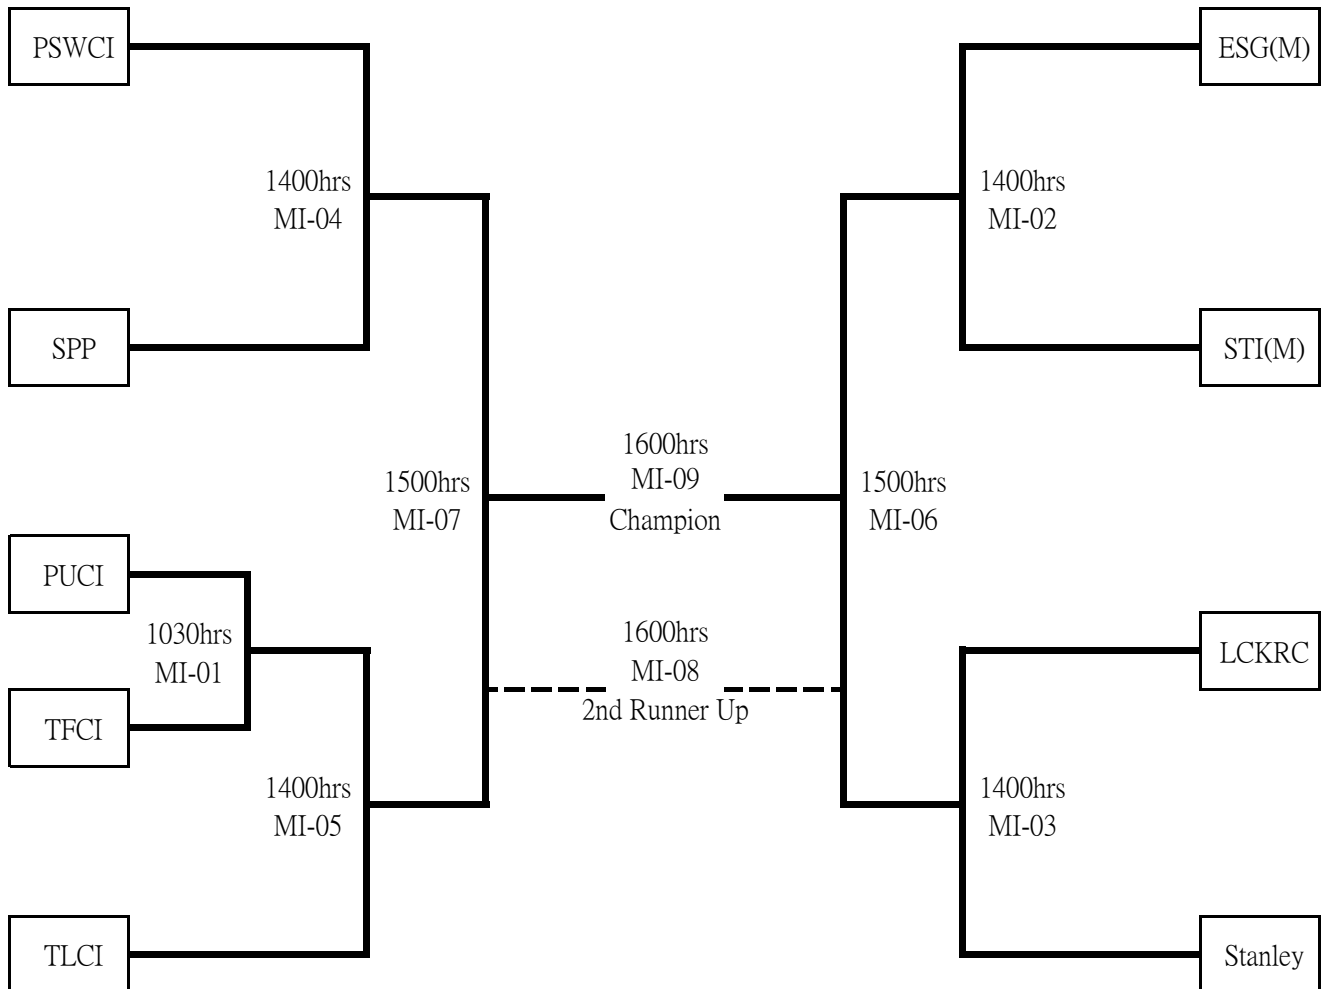 PSWCI
ESG(M)
1400hrs
MI-04
1400hrs
MI-02
SPP
STI(M)
1600hrs
MI-09
Champion
1500hrs
MI-07
1500hrs
MI-06
PUCI
1030hrs
MI-01
TFCI
1600hrs
MI-08
2nd Runner Up
LCKRC
1400hrs
MI-05
1400hrs
MI-03
TLCI
Stanley